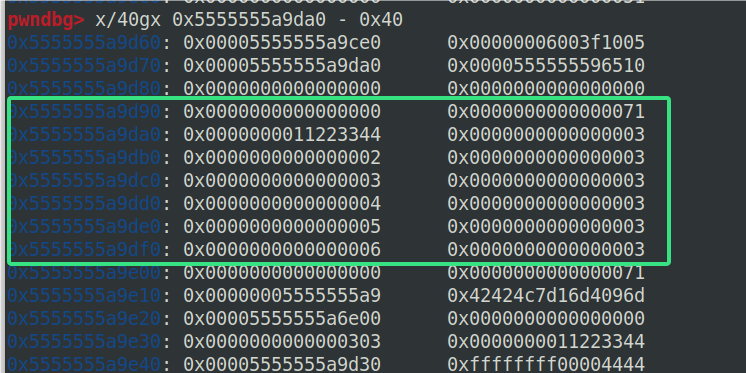 pwndbg> x/40gx 0x5555555a9da0 - 0x40
0x5555555a9d60: 0x00005555555a9ce0 0x00000006003f1005
0x5555555a9d70: 0x00005555555a9da0 0x0000555555596510
0x5555555a9d80: 0x0000000000000000 0x0000000000000000
0x5555555a9d90: 0x0000000000000000 0x0000000000000071
0x5555555a9da0: 0x0000000011223344 0x0000000000000003
0x5555555a9db0: 0x0000000000000002 0x0000000000000003
0x5555555a9dc0: 0x0000000000000003 0x0000000000000003
0x5555555a9dd0: 0x0000000000000004 0x0000000000000003
0x5555555a9de0: 0x0000000000000005 0x0000000000000003
0x5555555a9df0: 0x0000000000000006 0x0000000000000003
0x5555555a9e00: 0x0000000000000000 0x0000000000000071
0x5555555a9e10: 0x00000005555555a9 0x42424c7d16d4096d
0x5555555a9e20: 0x00005555555a6e00 0x0000000000000000
0x5555555a9e30: 0x0000000000000303 0x0000000011223344
0x5555555a9e40: 0x00005555555a9d30 0xffffffff00004444